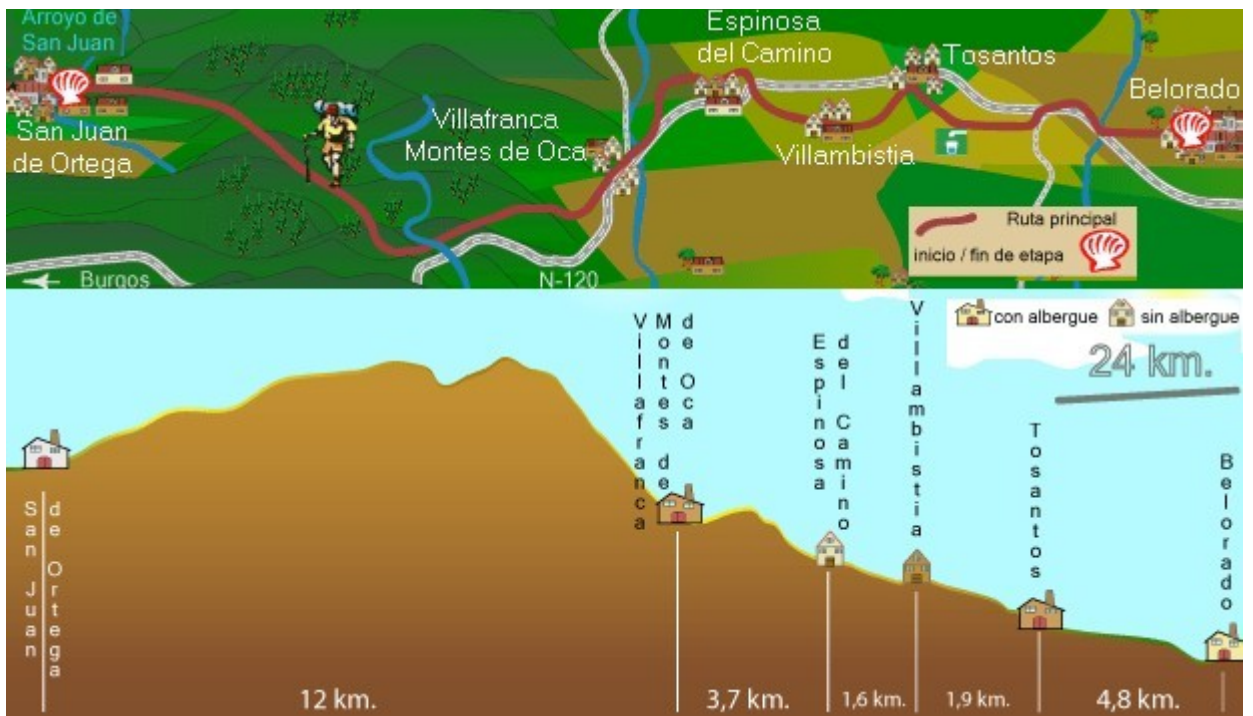 Arroyo de
San Juan
San Juan
de Ortega
Villafranca
Montes de Oca
Espinosa
del Camino
Villambistia
Tosantos
Belorado
Ruta principal
inicio / fin de etapa
Burgos
N-120
con albergue
sin albergue
24 km.
San Juan
de Ortega
Villafranca
Montes de
de Oca
Espinosa
del Camino
Villambistia
Tosantos
Belorado
12 km.
3,7 km.
1,6 km.
1,9 km.
4,8 km.